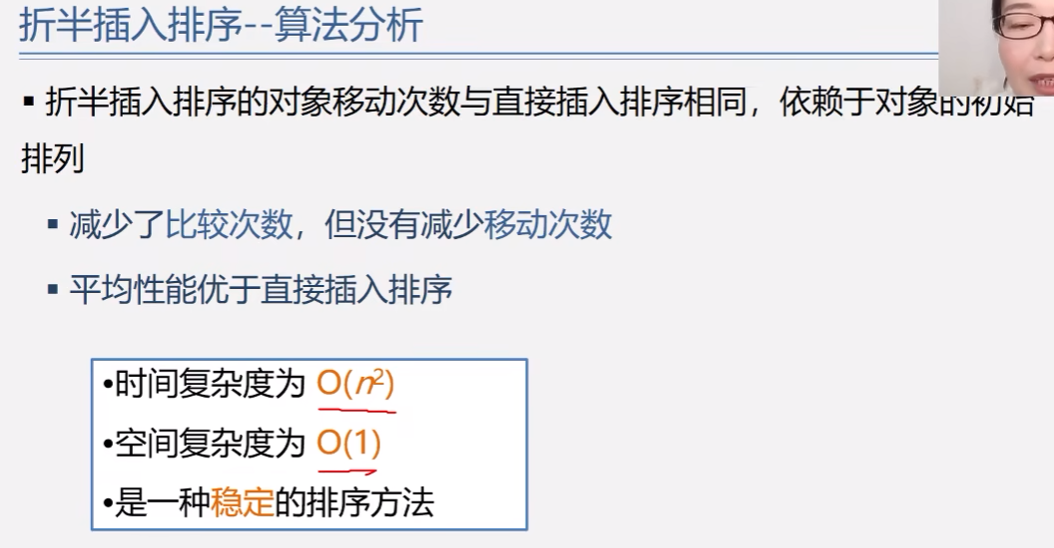 折半插入排序--算法分析
▪ 折半插入排序的对象移动次数与直接插入排序相同，依赖于对象的初始
排列
▪ 减少了比较次数，但没有减少移动次数
▪ 平均性能优于直接插入排序
•时间复杂度为 O(n²)
•空间复杂度为 O(1)
•是一种稳定的排序方法